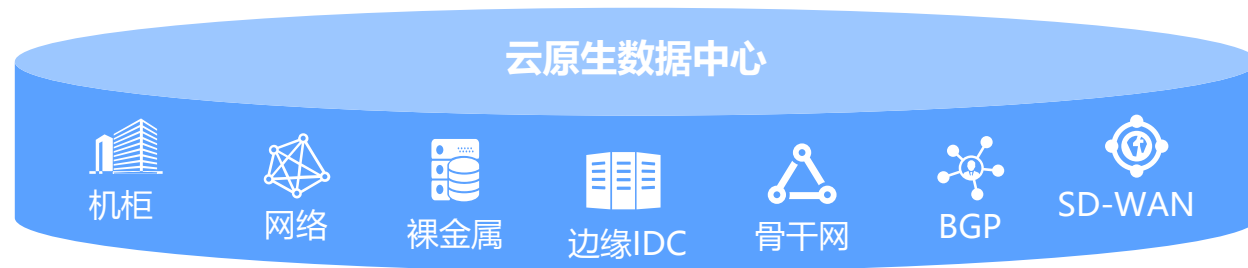 云原生数据中心
机柜
网络
裸金属
边缘IDC
骨干网
BGP
SD-WAN